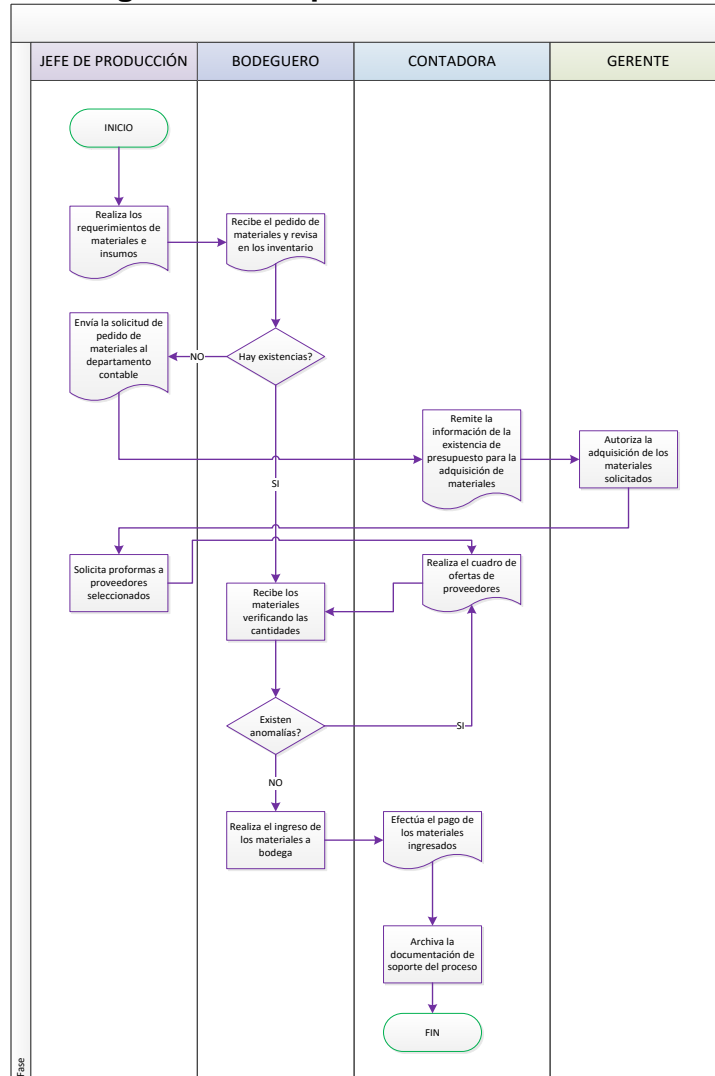 JEFE DE PRODUCCIÓN
BODEGUERO
CONTADORA
GERENTE
INICIO
Realiza los
requerimientos de
materiales e
insumos
Recibe el pedido de
materiales y revisa
en los inventario
Envía la solicitud de
pedido de
materiales al
departamento
contable
NO
Hay existencias?
SI
Remite la
información de la
existencia de
presupuesto para la
adquisición de
materiales
Autoriza la
adquisición de los
materiales
solicitados
Solicita proformas a
proveedores
seleccionados
Realiza el cuadro de
ofertas de
proveedores
Recibe los
materiales
verificando las
cantidades
Existen
anomalías?
SI
NO
Realiza el ingreso de
los materiales a
bodega
Efectúa el pago de
los materiales
ingresados
Archiva la
documentación de
soporte del proceso
FIN
Fase